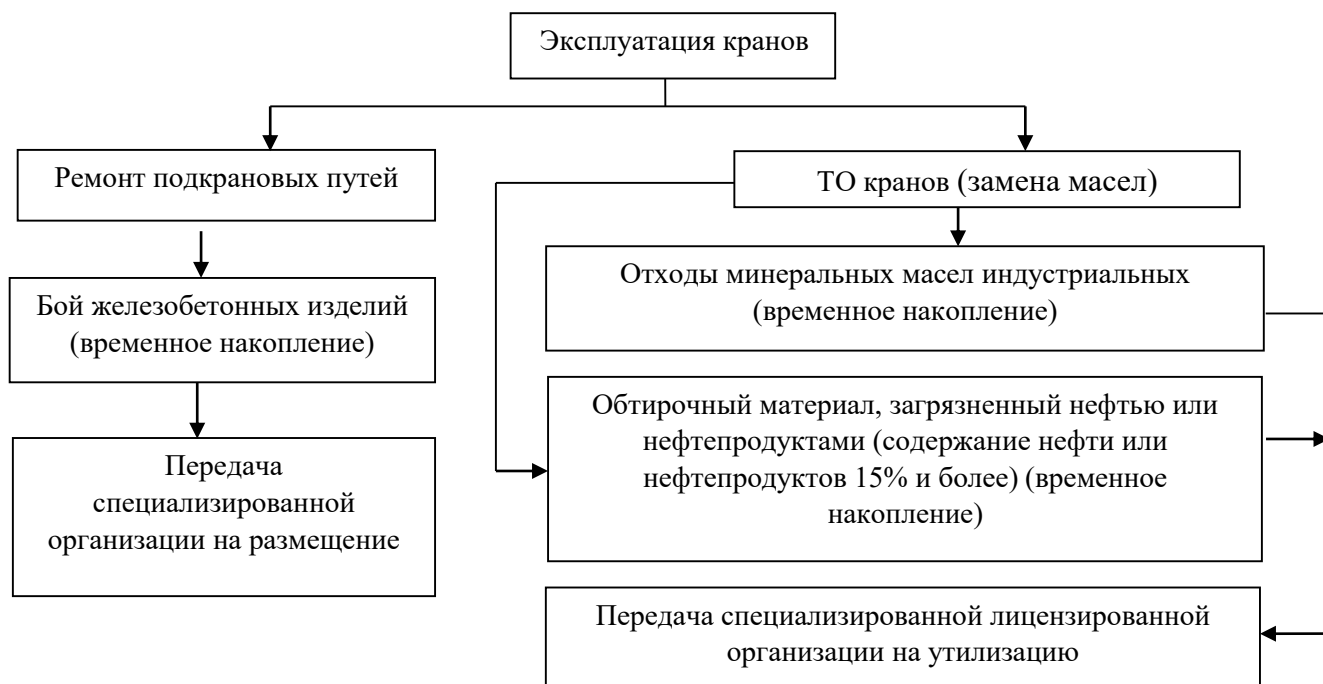 Эксплуатация кранов
Ремонт подкрановых путей
ТО кранов (замена масел)
Бой железобетонных изделий
(временное накопление)
Отходы минеральных масел индустриальных
(временное накопление)
Передача
специализированной
организации на размещение
Обтирочный материал, загрязненный нефтью или
нефтепродуктами (содержание нефти или
нефтепродуктов 15% и более) (временное
накопление)
Передача специализированной лицензированной
организации на утилизацию